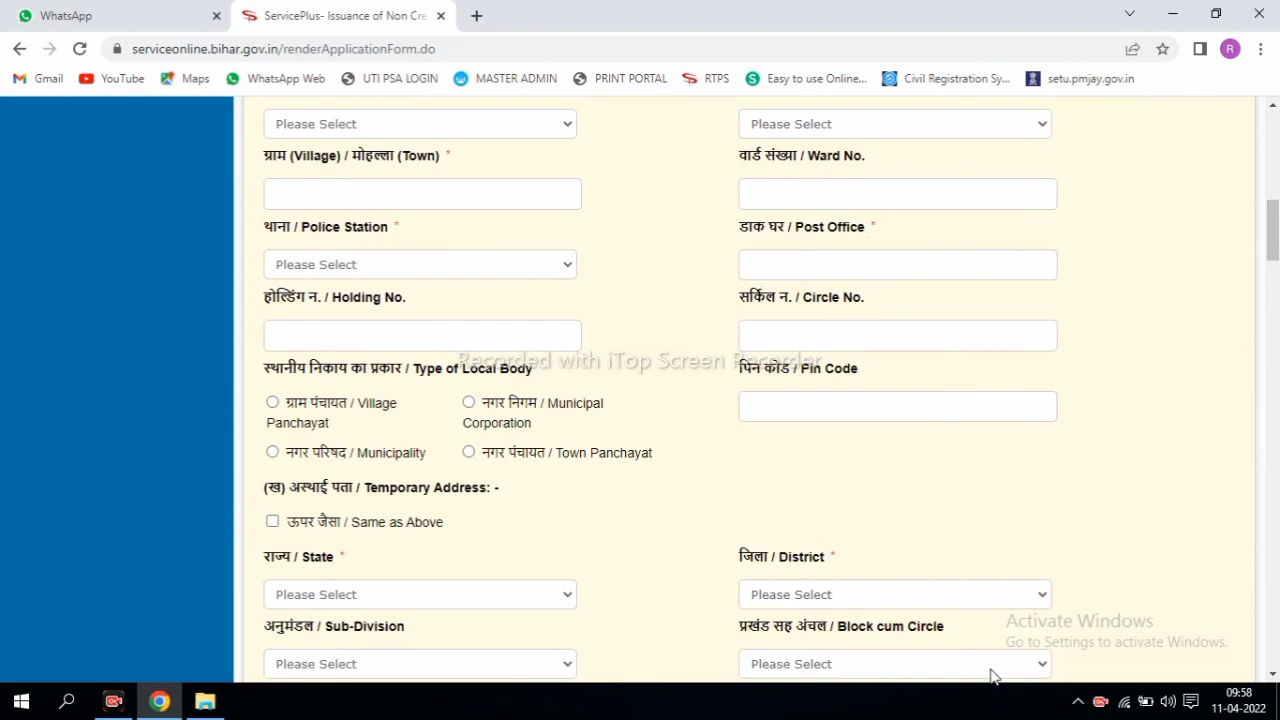 WhatsApp
ServicePlus- Issuance of Non Cre
serviceonline.bihar.gov.in/renderApplicationForm.do
R
Gmail YouTube Maps WhatsApp Web UTI PSA LOGIN MASTER ADMIN PRINT PORTAL RTPS Easy to use Online... Civil Registration Sy... setu.pmjay.gov.in
Please Select Please Select
ग्राम (Village) / मोहल्ला (Town) * वार्ड संख्या / Ward No.
थाना / Police Station * डाक घर / Post Office *
Please Select
होल्डिंग न. / Holding No. सर्किल न. / Circle No.
Recorded with iTop Screen Recorder
स्थानीय निकाय का प्रकार / Type of Local Body पिन कोड / Pin Code
ग्राम पंचायत / Village नगर निगम / Municipal
Panchayat Corporation
नगर परिषद / Municipality नगर पंचायत / Town Panchayat
(ख) अस्थाई पता / Temporary Address: -
ऊपर जैसा / Same as Above
राज्य / State * जिला / District *
Please Select Please Select
अनुमंडल / Sub-Division प्रखंड सह अंचल / Block cum Circle
Activate Windows
Go to Settings to activate Windows.
Please Select Please Select
09:58
11-04-2022